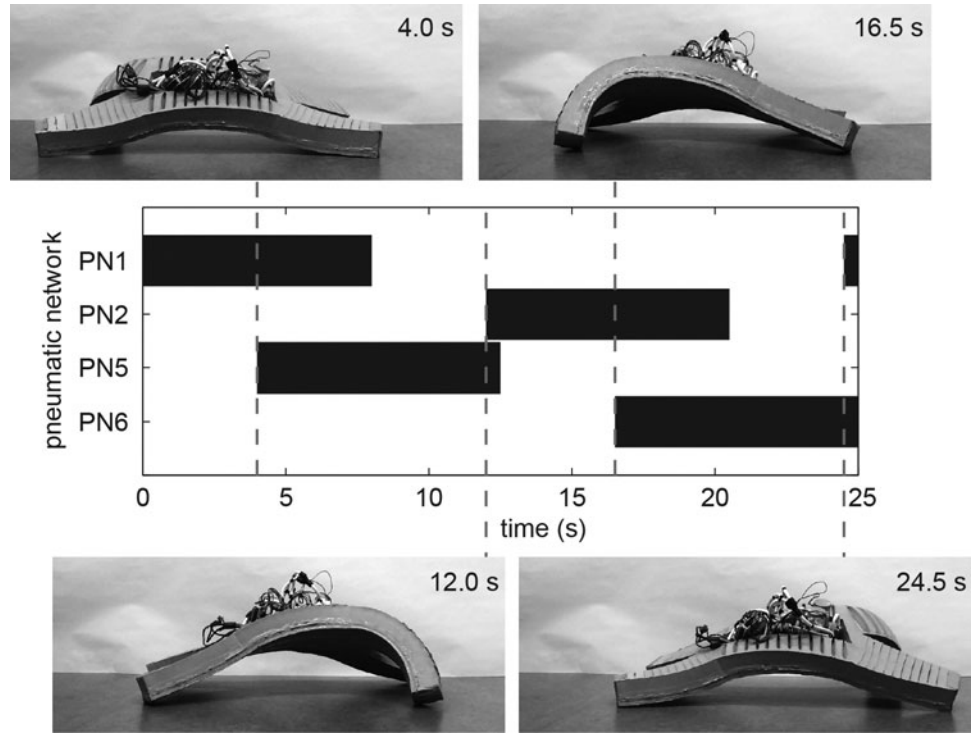 4.0 s
16.5 s
pneumatic network
PN1
PN2
PN5
PN6
0 5 10 15 20 25
time (s)
12.0 s
24.5 s